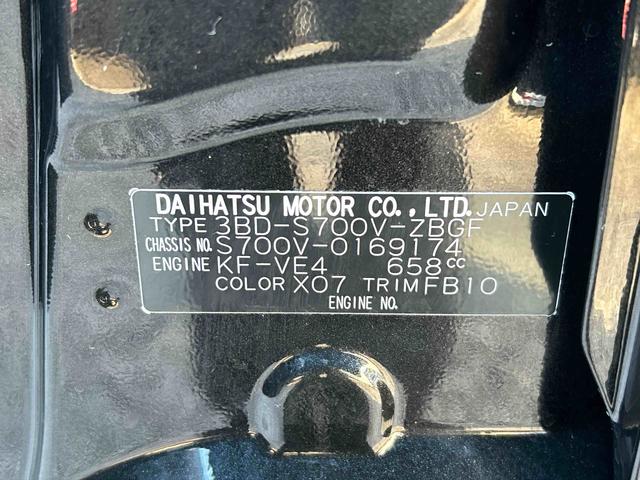 DAIHATSU MOTOR CO., LTD. JAPAN
TYPE 3BD-S700V-ZBGF
CHASSIS NO. S700V-0169174
ENGINE KF-VE4 658cc
COLOR X07 TRIM FB10
ENGINE NO.